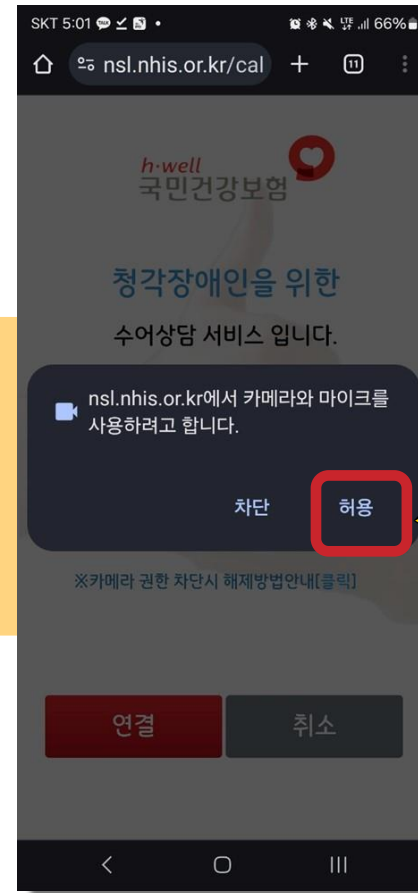 SKT 5:01
66%
nsl.nhis.or.kr/cal
11
h·well
국민건강보험
청각장애인을 위한
수어상담 서비스 입니다.
nsl.nhis.or.kr에서 카메라와 마이크를
사용하려고 합니다.
차단 허용
※카메라 권한 차단시 해제방법안내[클릭]
연결 취소